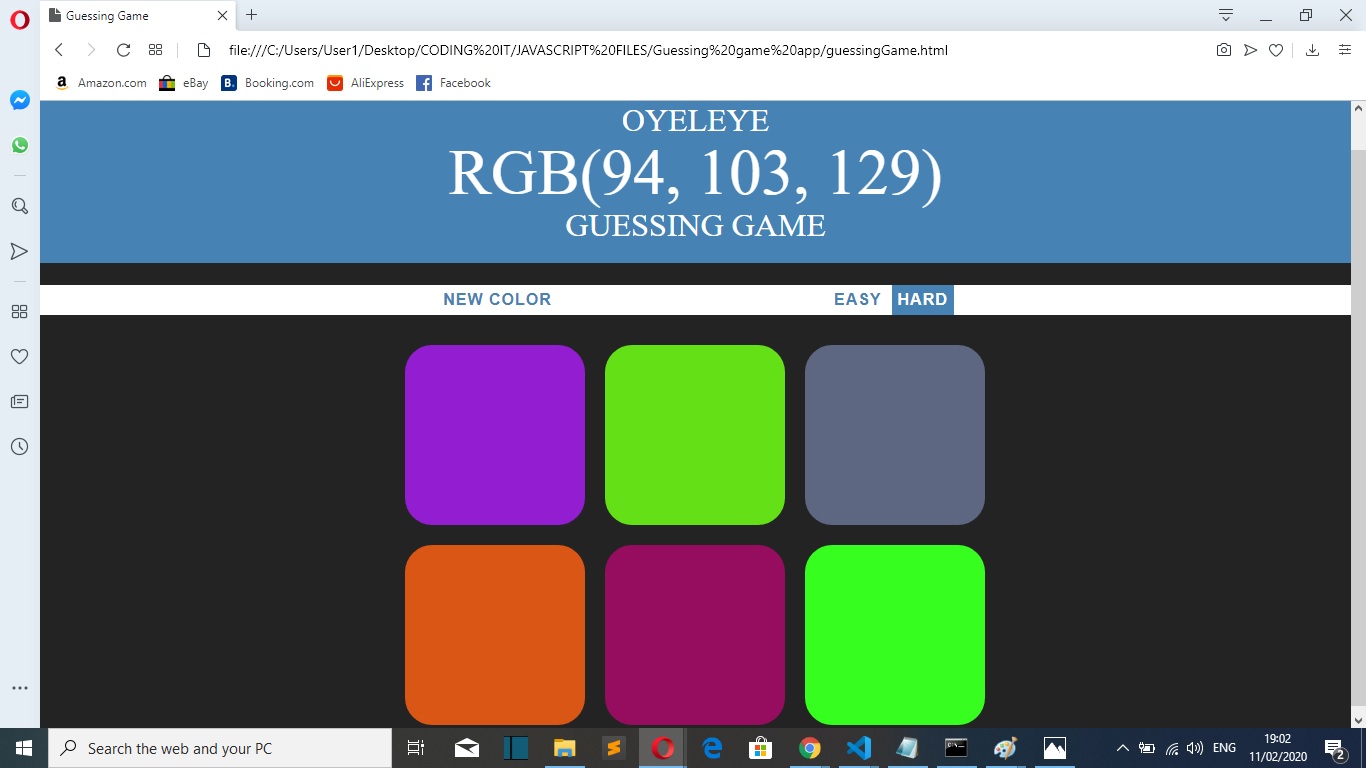 Guessing Game
file:///C:/Users/User1/Desktop/CODING%20IT/JAVASCRIPT%20FILES/Guessing%20game%20app/guessingGame.html
a Amazon.com eBay B. Booking.com AliExpress f Facebook
OYELEYE
RGB(94, 103, 129)
GUESSING GAME
NEW COLOR EASY HARD
Search the web and your PC
ENG
19:02
11/02/2020
2